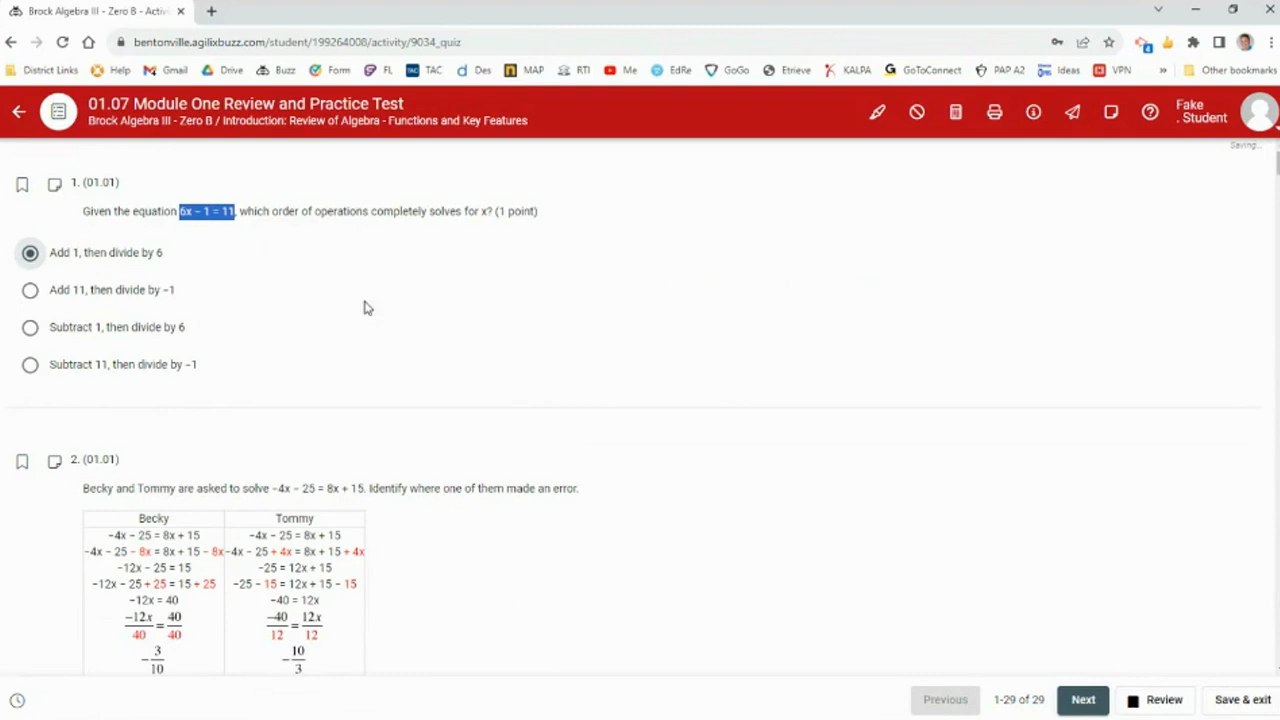 Brock Algebra III - Zero B - Activi
bentonville.agilixbuzz.com/student/199264008/activity/9034_quiz
District Links Help Gmail Drive Buzz Form FL TAC Des MAP RTI Me EdRe GoGo Etrieve KALPA GoToConnect PAP A2 Ideas VPN » Other bookmarks
01.07 Module One Review and Practice Test
Brock Algebra III - Zero B / Introduction: Review of Algebra - Functions and Key Features
Fake
. Student
Saving...
1. (01.01)
Given the equation 6x − 1 = 11, which order of operations completely solves for x? (1 point)
Add 1, then divide by 6
Add 11, then divide by −1
Subtract 1, then divide by 6
Subtract 11, then divide by −1
2. (01.01)
Becky and Tommy are asked to solve −4x − 25 = 8x + 15. Identify where one of them made an error.
Becky Tommy
-4x − 25 = 8x + 15 -4x − 25 = 8x + 15
-4x − 25 − 8x = 8x + 15 − 8x -4x − 25 + 4x = 8x + 15 + 4x
-12x − 25 = 15 -25 = 12x + 15
-12x − 25 + 25 = 15 + 25 -25 − 15 = 12x + 15 − 15
-12x = 40 -40 = 12x
−12x 40 −40 12x
= =
40 40 12 12
3 10
− −
10 3
Previous 1-29 of 29 Next Review Save & exit